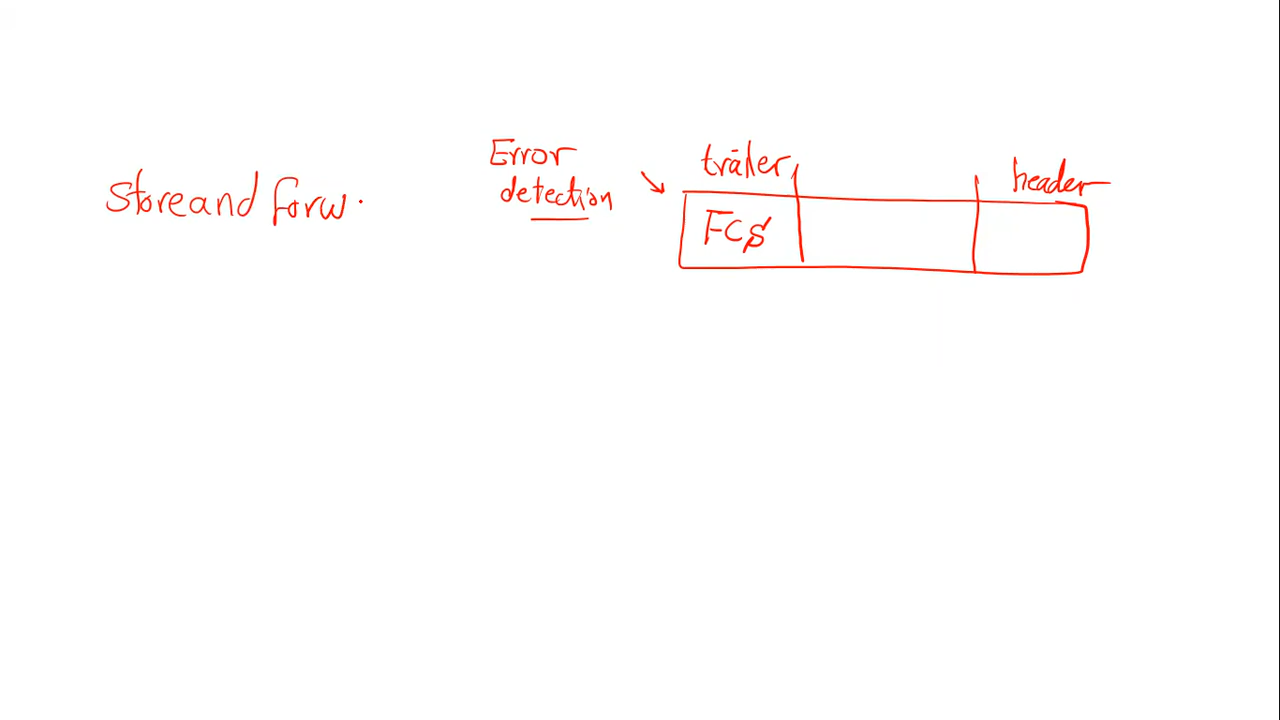 Store and forw.
Error
detection
trailer
header
FCS